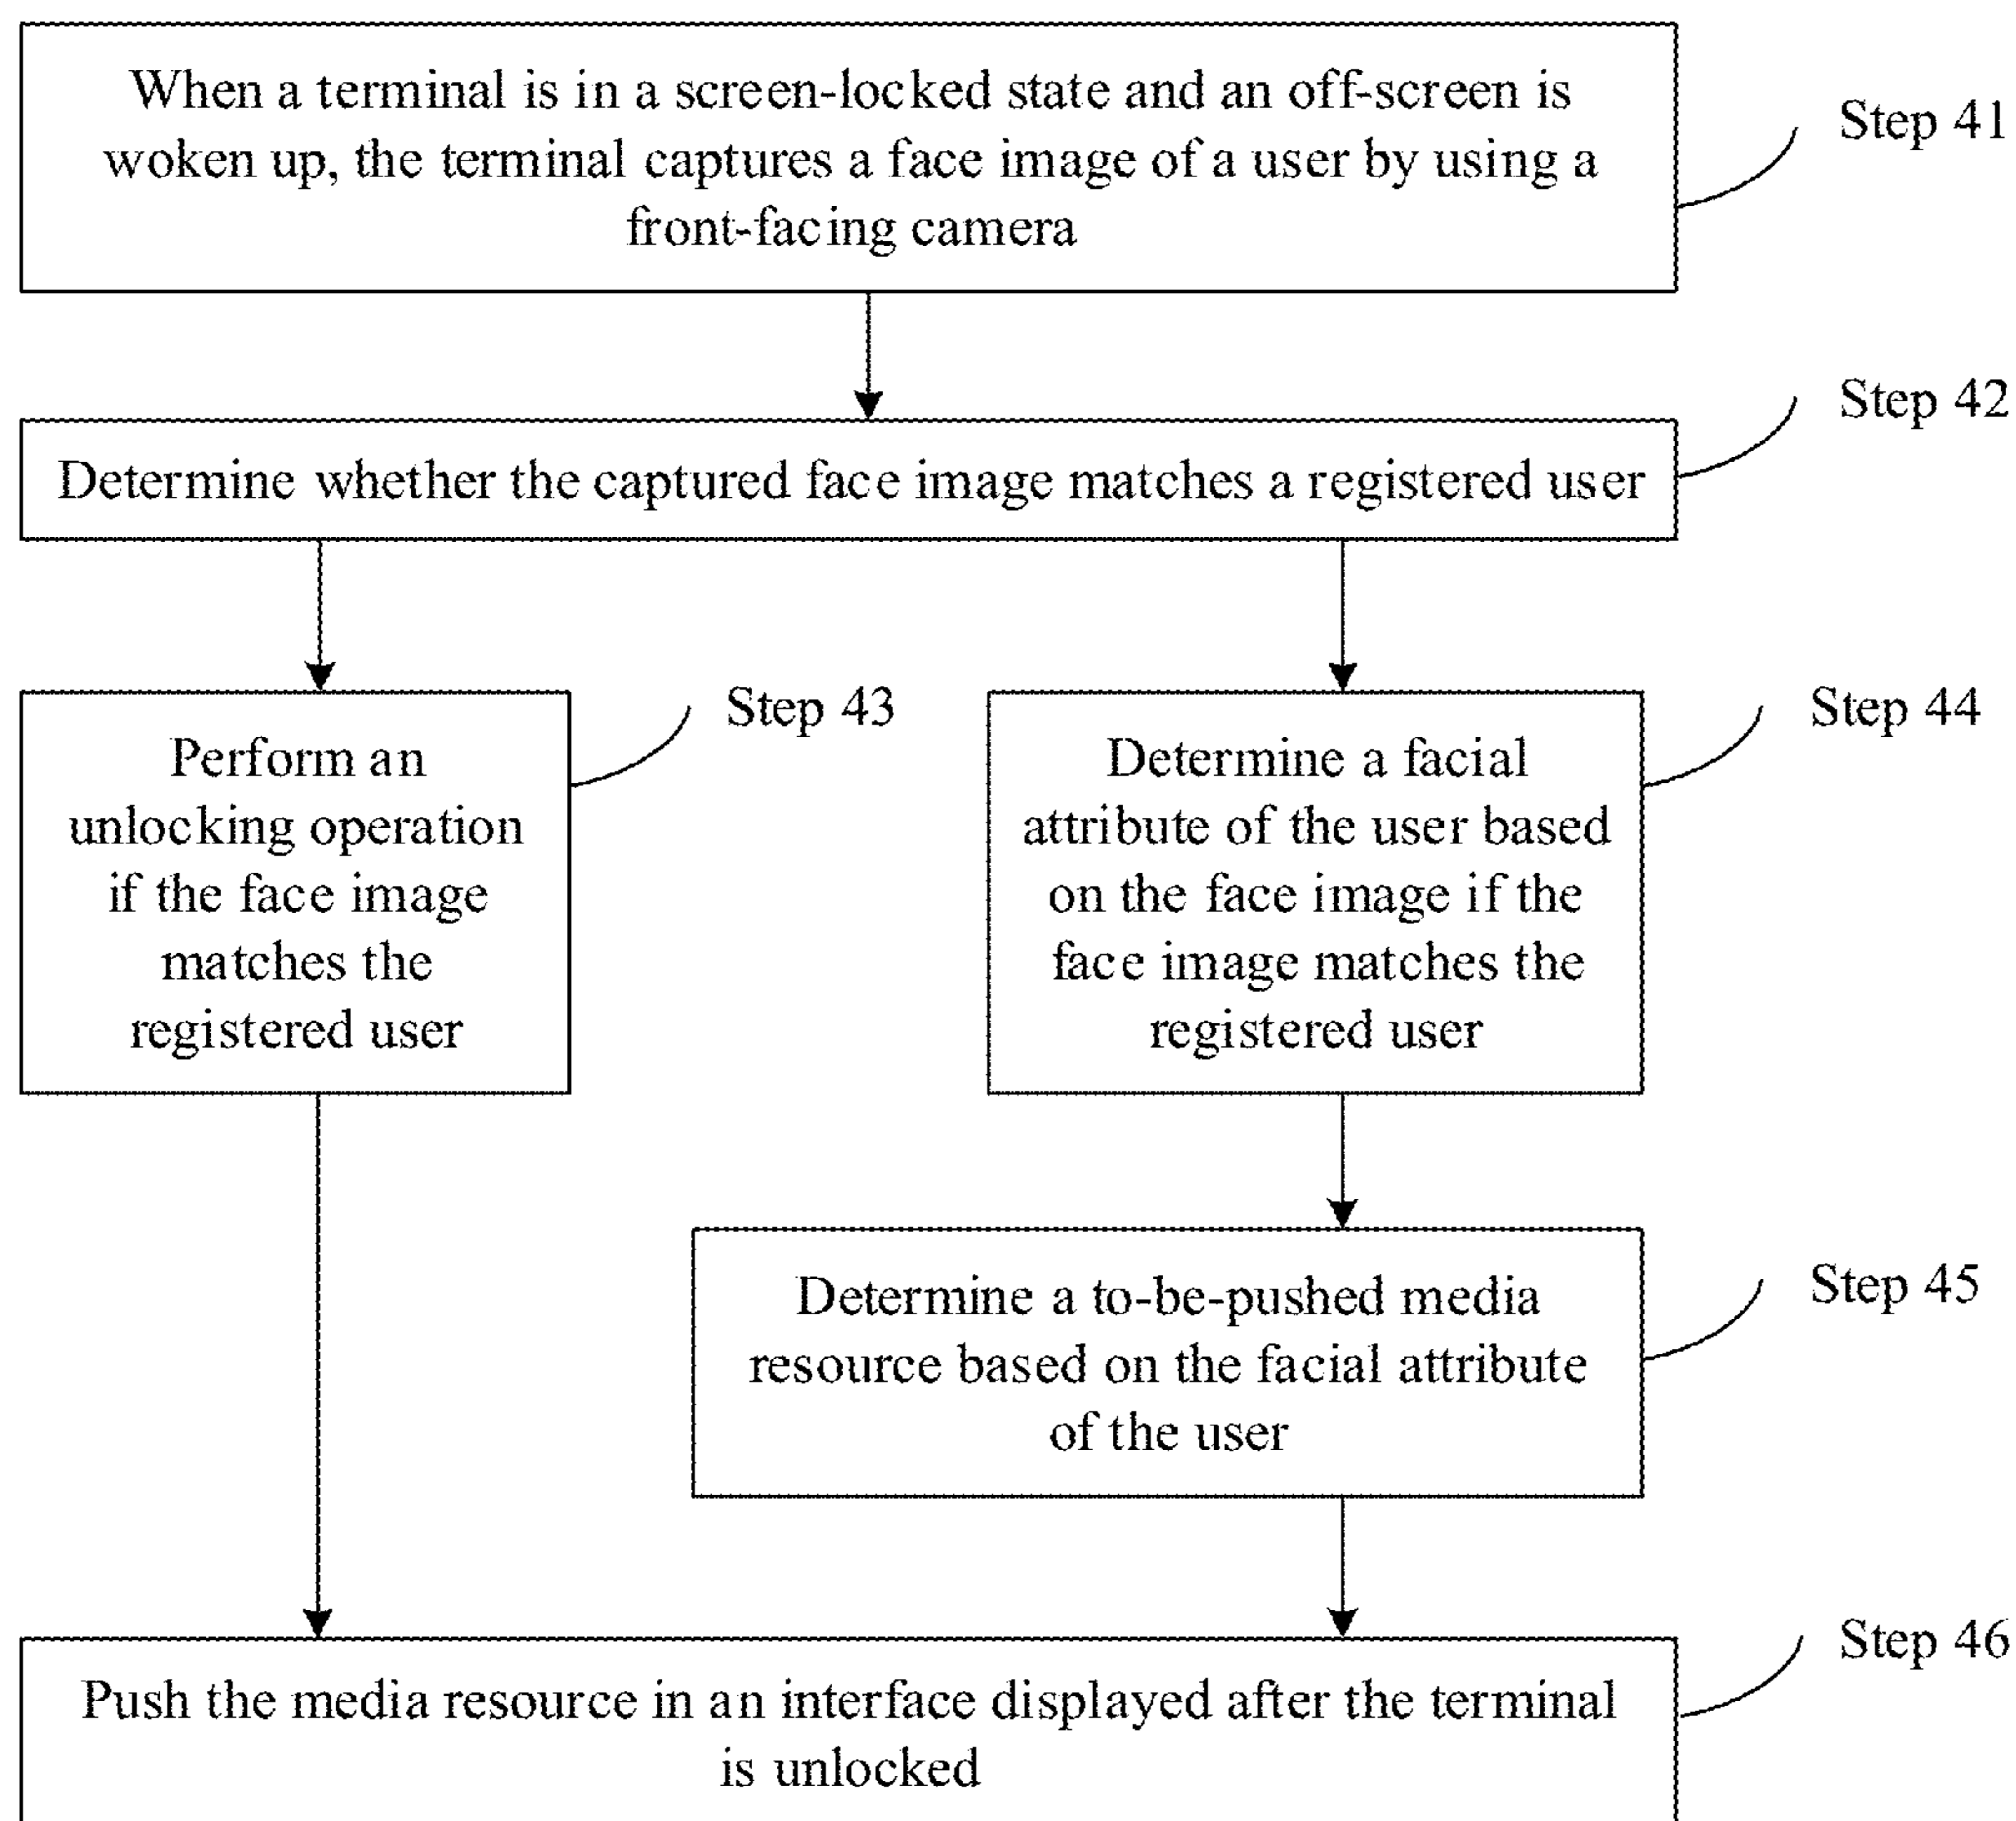 When a terminal is in a screen-locked state and an off-screen is
woken up, the terminal captures a face image of a user by using a
front-facing camera
Step 41
Determine whether the captured face image matches a registered user
Step 42
Perform an
unlocking operation
if the face image
matches the
registered user
Step 43
Determine a facial
attribute of the user based
on the face image if the
face image matches the
registered user
Step 44
Determine a to-be-pushed media
resource based on the facial attribute
of the user
Step 45
Push the media resource in an interface displayed after the terminal
is unlocked
Step 46